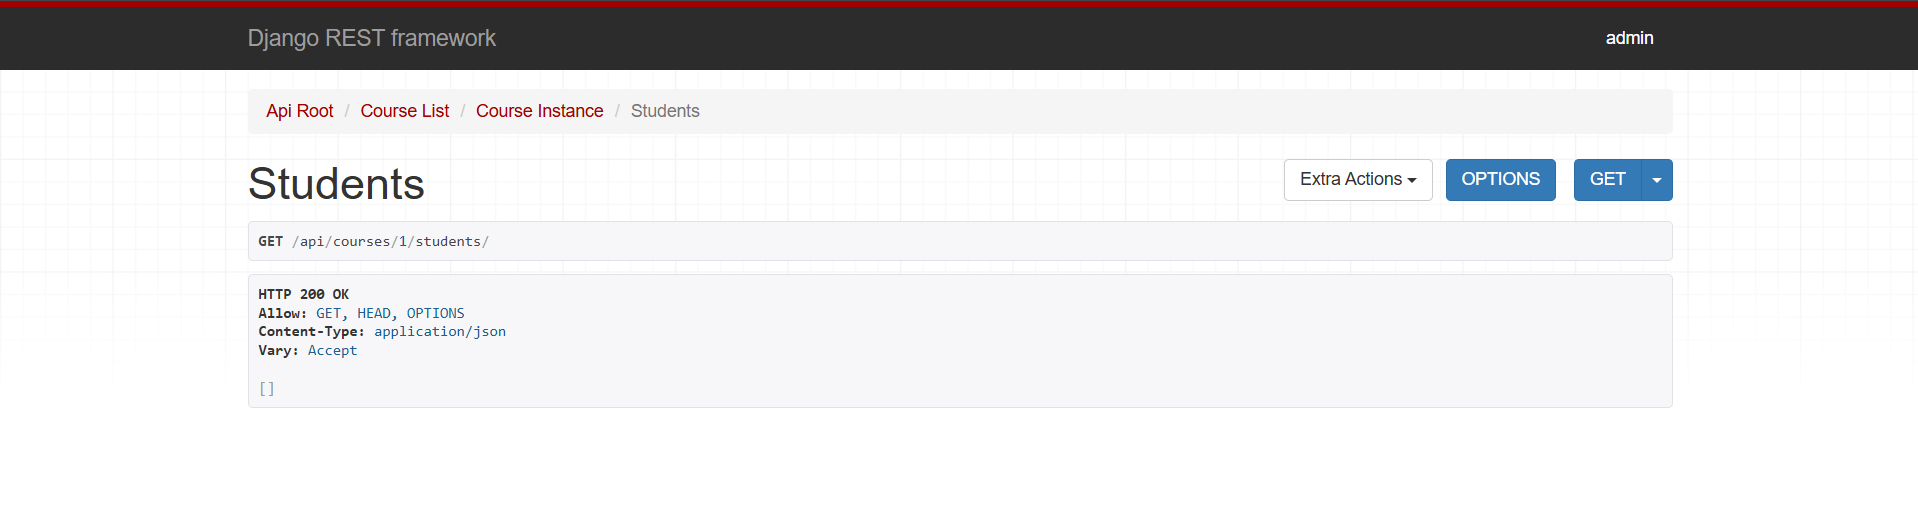 Django REST framework
admin
Api Root / Course List / Course Instance / Students
Students
Extra Actions
OPTIONS
GET
GET /api/courses/1/students/
HTTP 200 OK
Allow: GET, HEAD, OPTIONS
Content-Type: application/json
Vary: Accept
[]